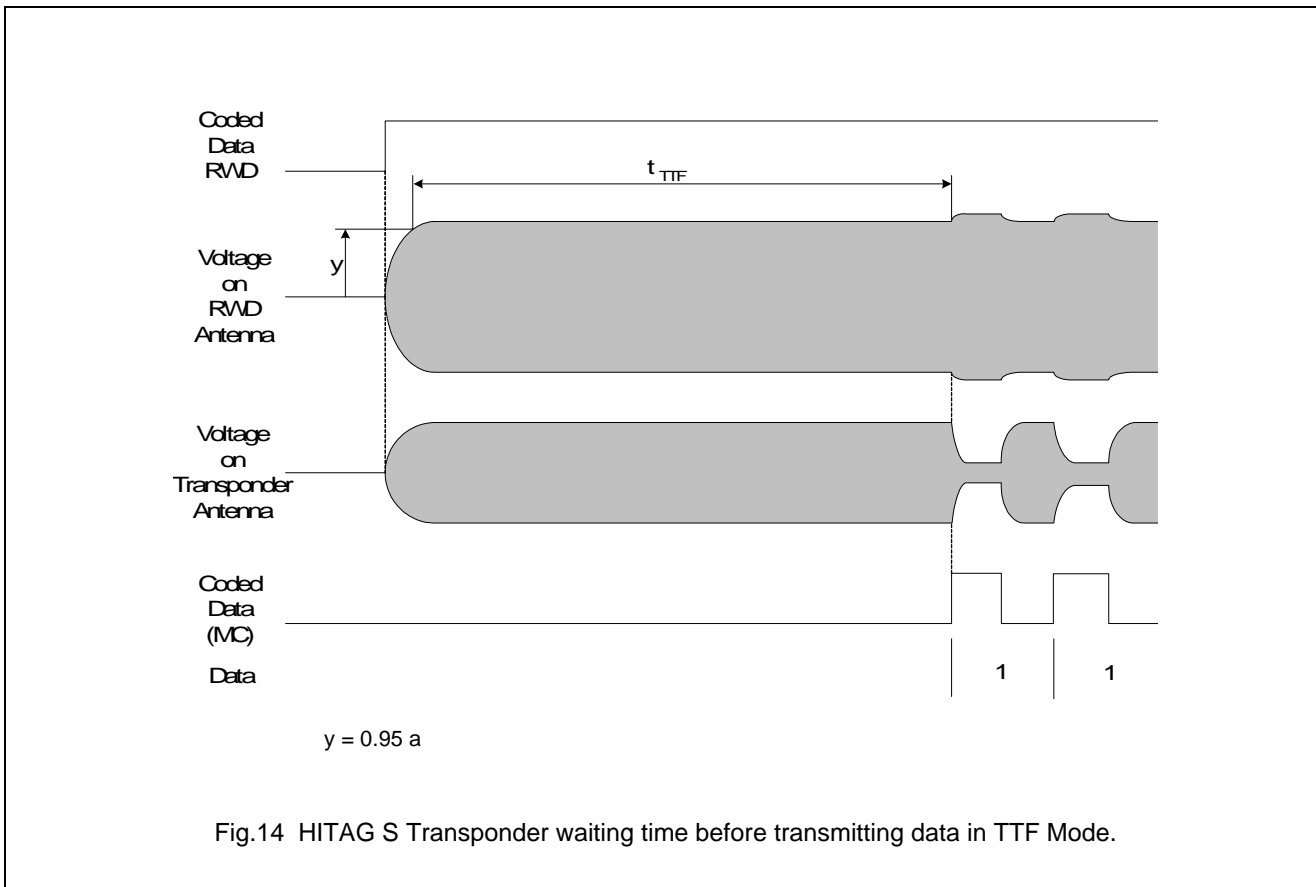 Coded
Data
RWD
t TTF
Voltage
on
RWD
Antenna
y
Voltage
on
Transponder
Antenna
Coded
Data
(MC)
Data
1
1
y = 0.95 a
Fig.14 HITAG S Transponder waiting time before transmitting data in TTF Mode.